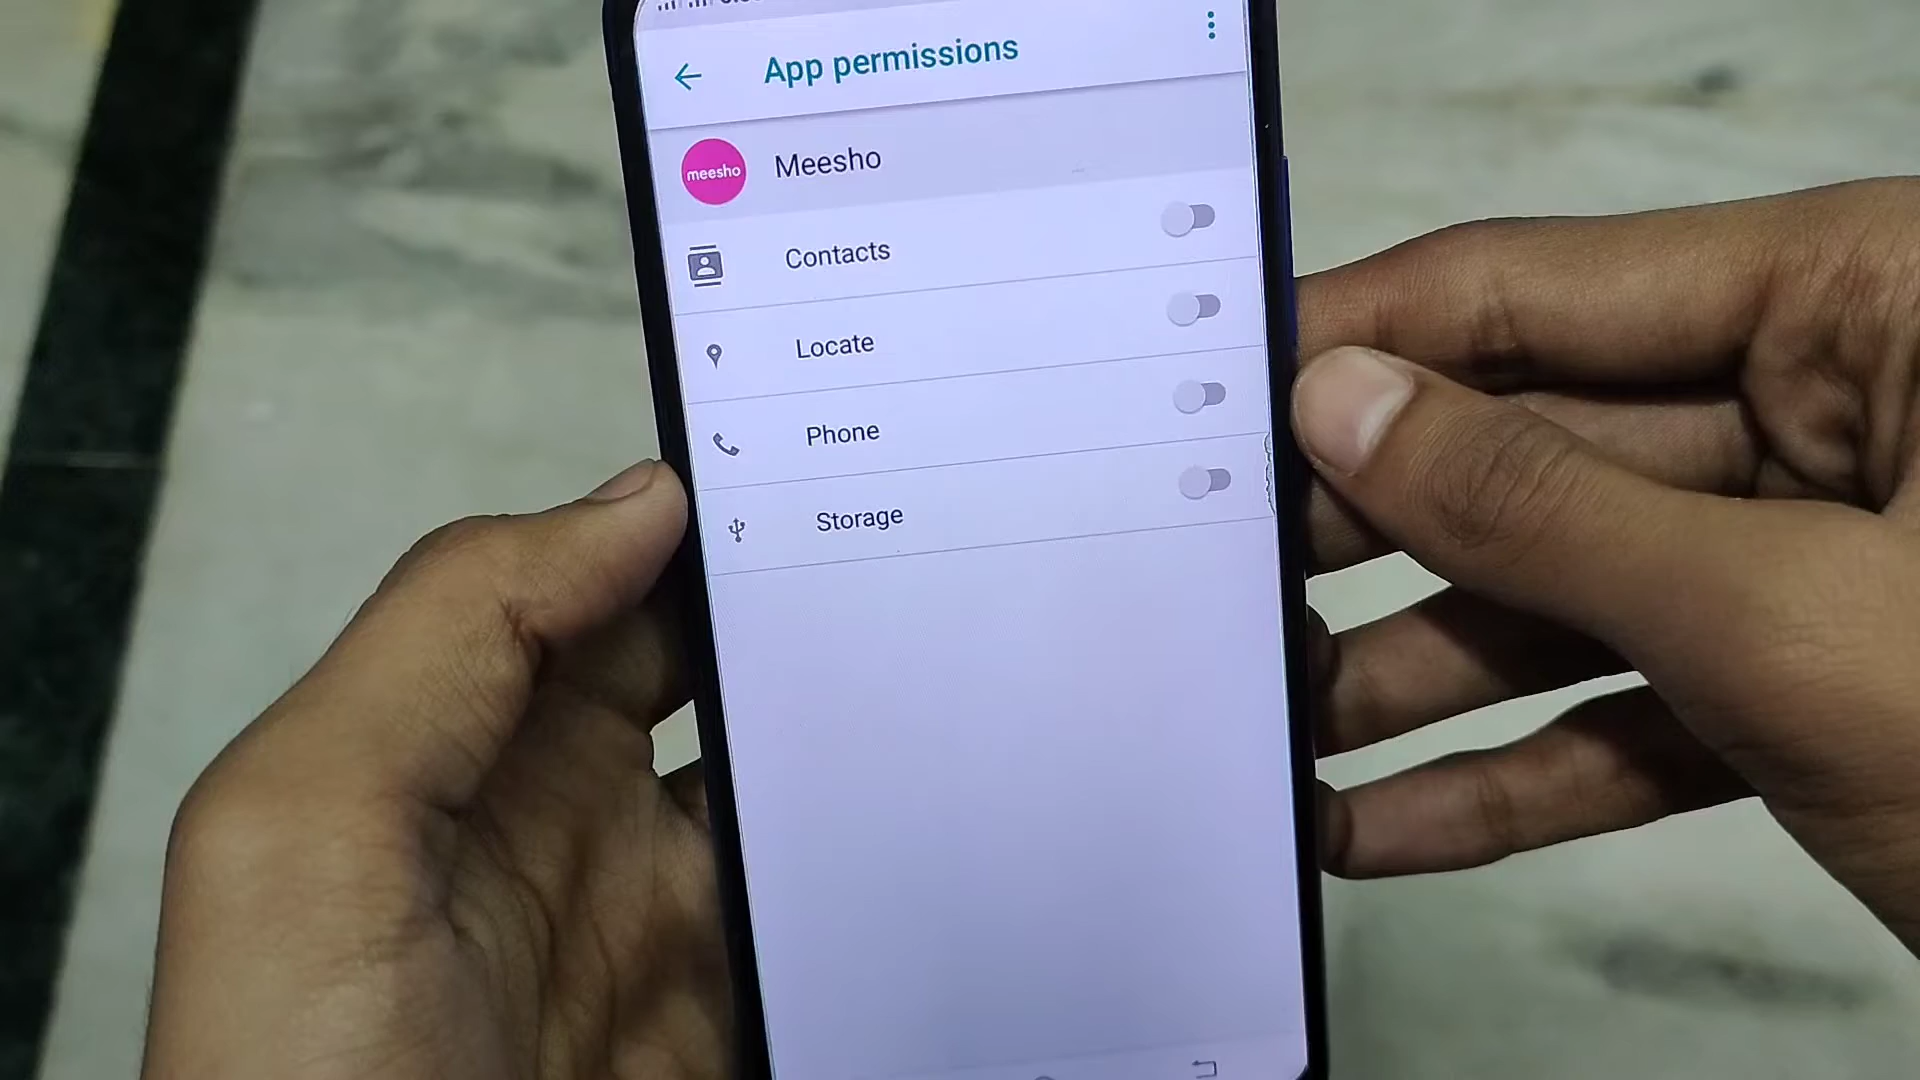 App permissions
meesho
Meesho
Contacts
Locate
Phone
Storage